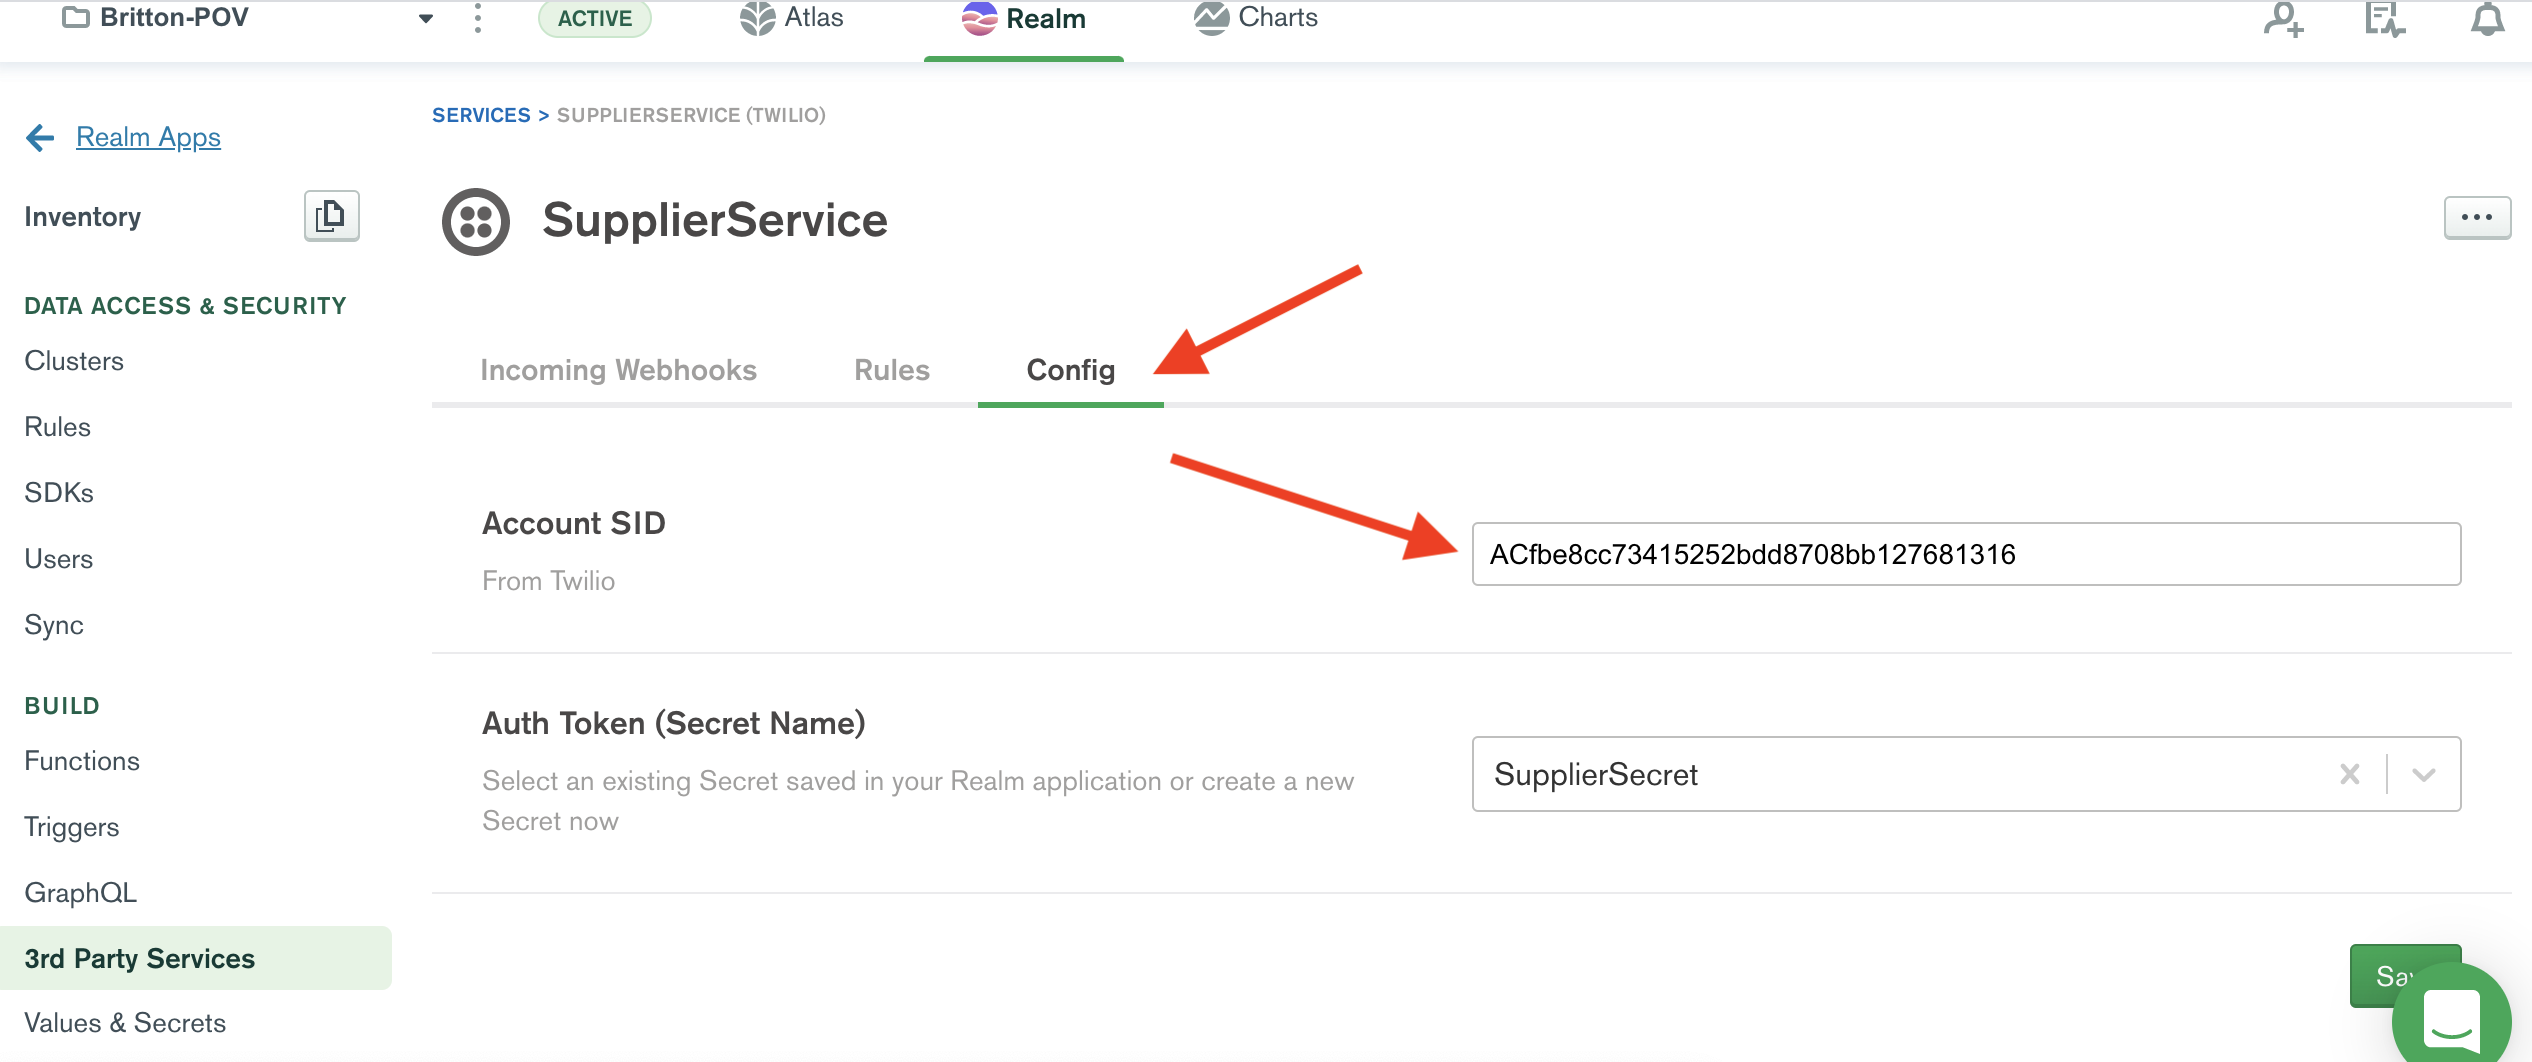 Britton-POV
ACTIVE
Atlas
Realm
Charts
Realm Apps
Inventory
DATA ACCESS & SECURITY
Clusters
Rules
SDKs
Users
Sync
BUILD
Functions
Triggers
GraphQL
3rd Party Services
Values & Secrets
SERVICES > SUPPLIERSERVICE (TWILIO)
SupplierService
Incoming Webhooks
Rules
Config
Account SID
From Twilio
ACfbe8cc73415252bdd8708bb127681316
Auth Token (Secret Name)
Select an existing Secret saved in your Realm application or create a new
Secret now
SupplierSecret